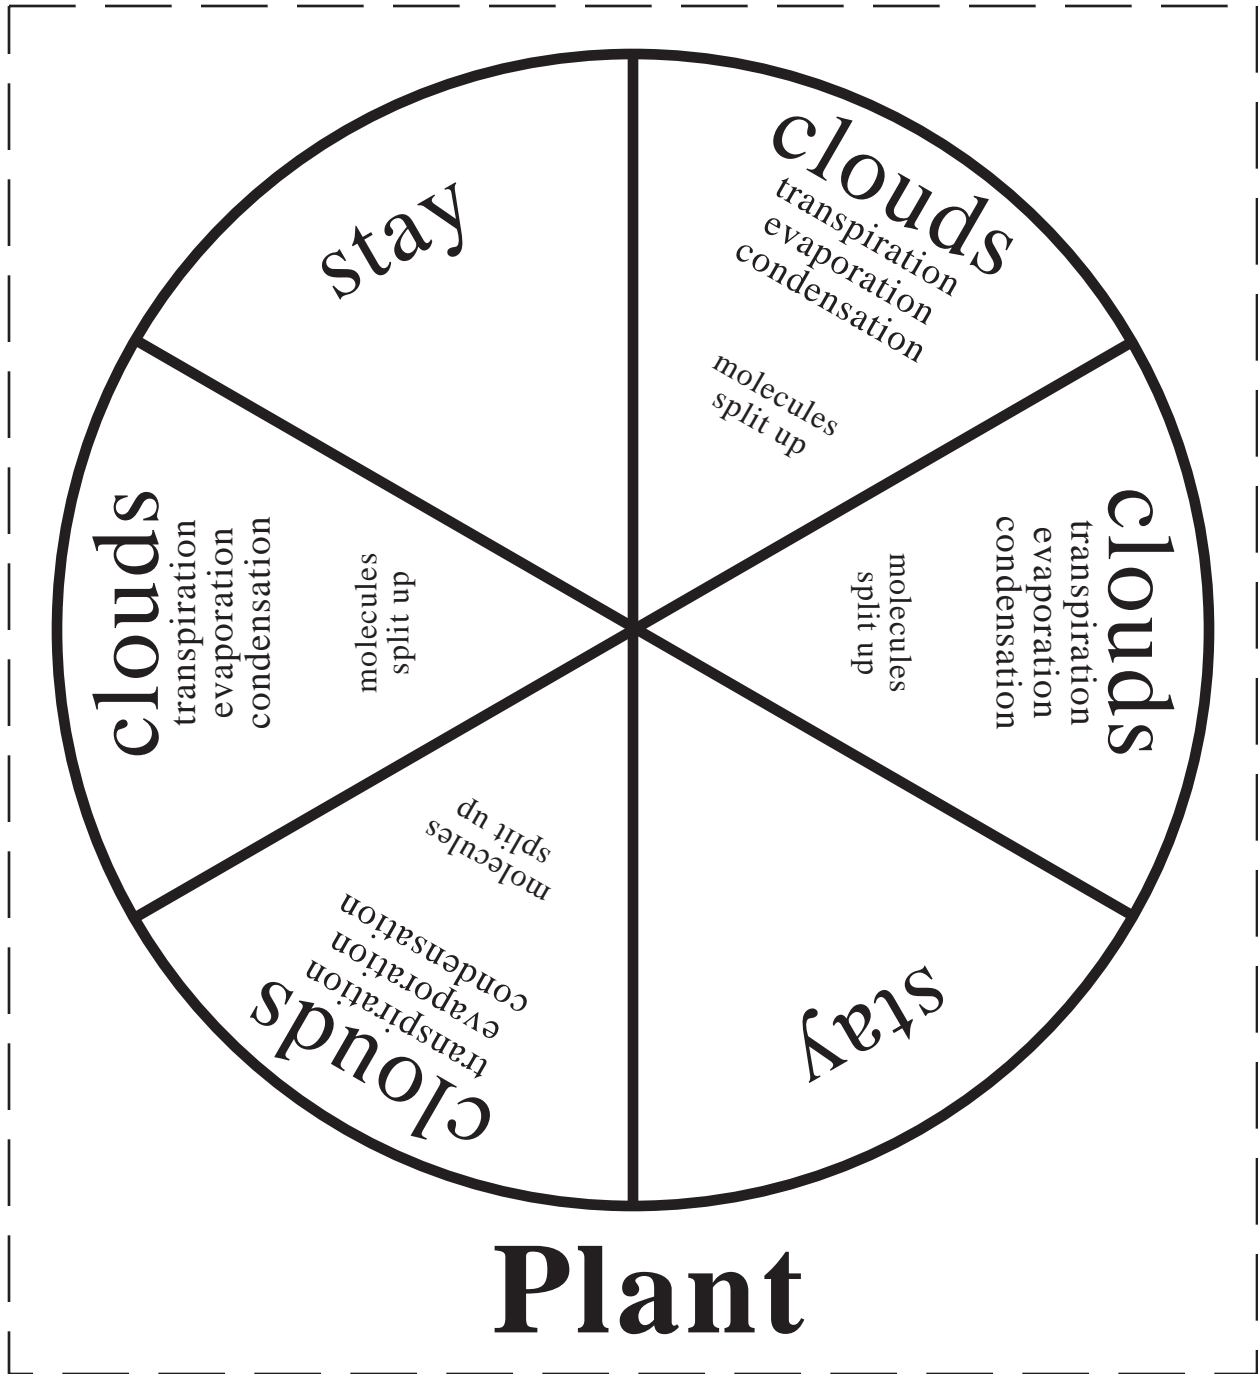 stay
clouds
transpiration
evaporation
condensation
molecules
split up
clouds
transpiration
evaporation
condensation
molecules
split up
stay
clouds
transpiration
evaporation
condensation
molecules
split up
clouds
transpiration
evaporation
condensation
molecules
split up
Plant